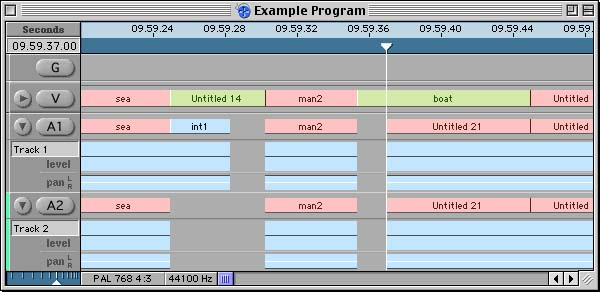 Example Program
Seconds
09.59.24 09.59.28 09.59.32 09.59.36 09.59.40 09.59.44 09.59.
09.59.37.00
G
V sea Untitled 14 man2 boat Untitled
A1 sea int1 man2 Untitled 21 Untitled
Track 1
level
pan L R
A2 sea man2 Untitled 21 Untitled
Track 2
level
pan L R
PAL 768 4:3 44100 Hz